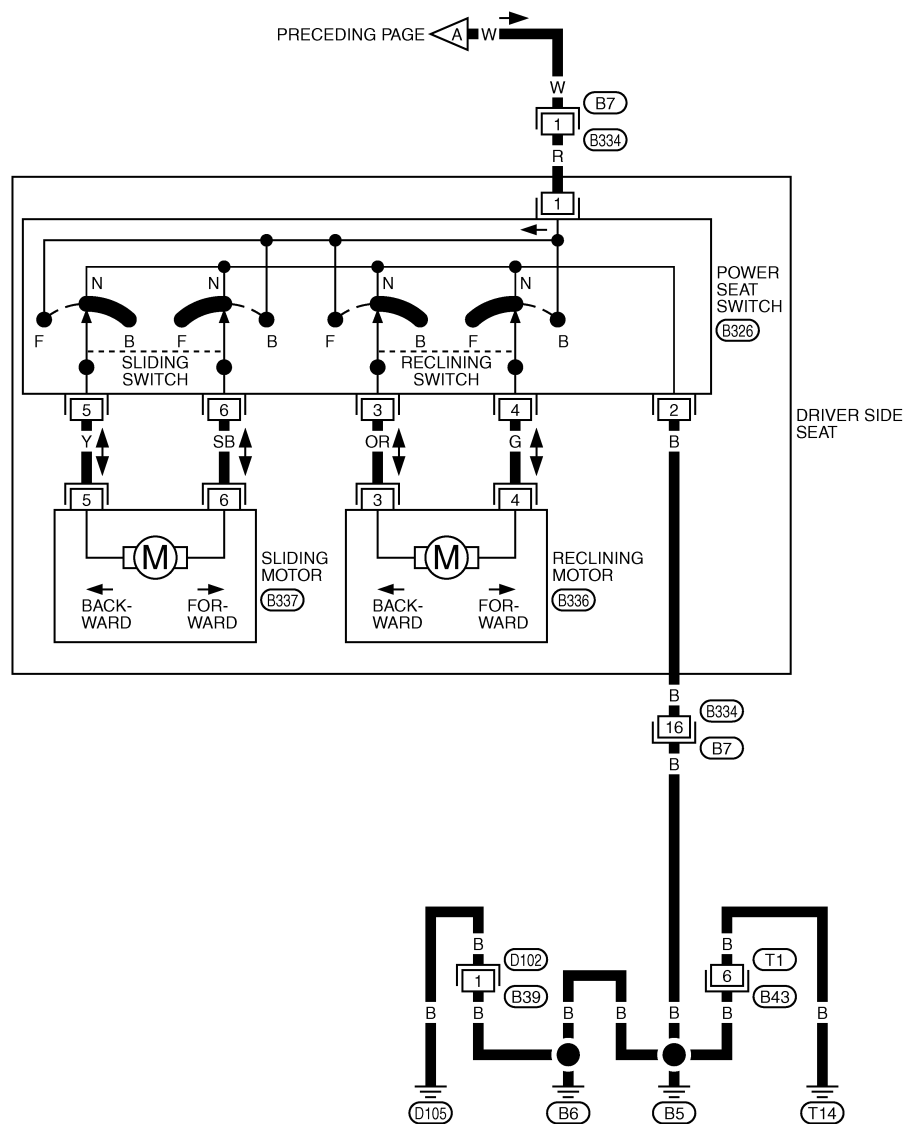 PRECEDING PAGE A W
W
1
B7
B334
R
1
POWER
SEAT
SWITCH
B326
N N N N
F B F B F B F B
SLIDING
SWITCH
RECLINING
SWITCH
5 6 3 4 2
DRIVER SIDE
SEAT
Y SB OR G B
5 6 3 4
M M
SLIDING
MOTOR
B337
RECLINING
MOTOR
B336
BACK-
WARD
FOR-
WARD
BACK-
WARD
FOR-
WARD
B
B334
16
B7
B
B B
D102 T1
1 6
B39 B43
B B B B B B B
D105 B6 B5 T14